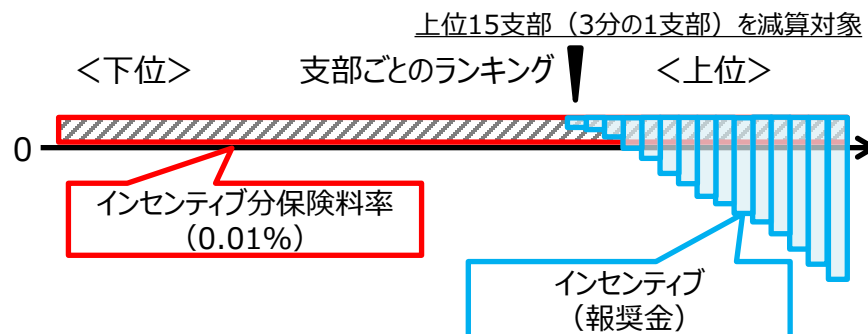 上位15支部（3分の1支部）を減算対象
＜下位＞ 支部ごとのランキング ＜上位＞
0
インセンティブ分保険料率
（0.01%）
インセンティブ
（報奨金）